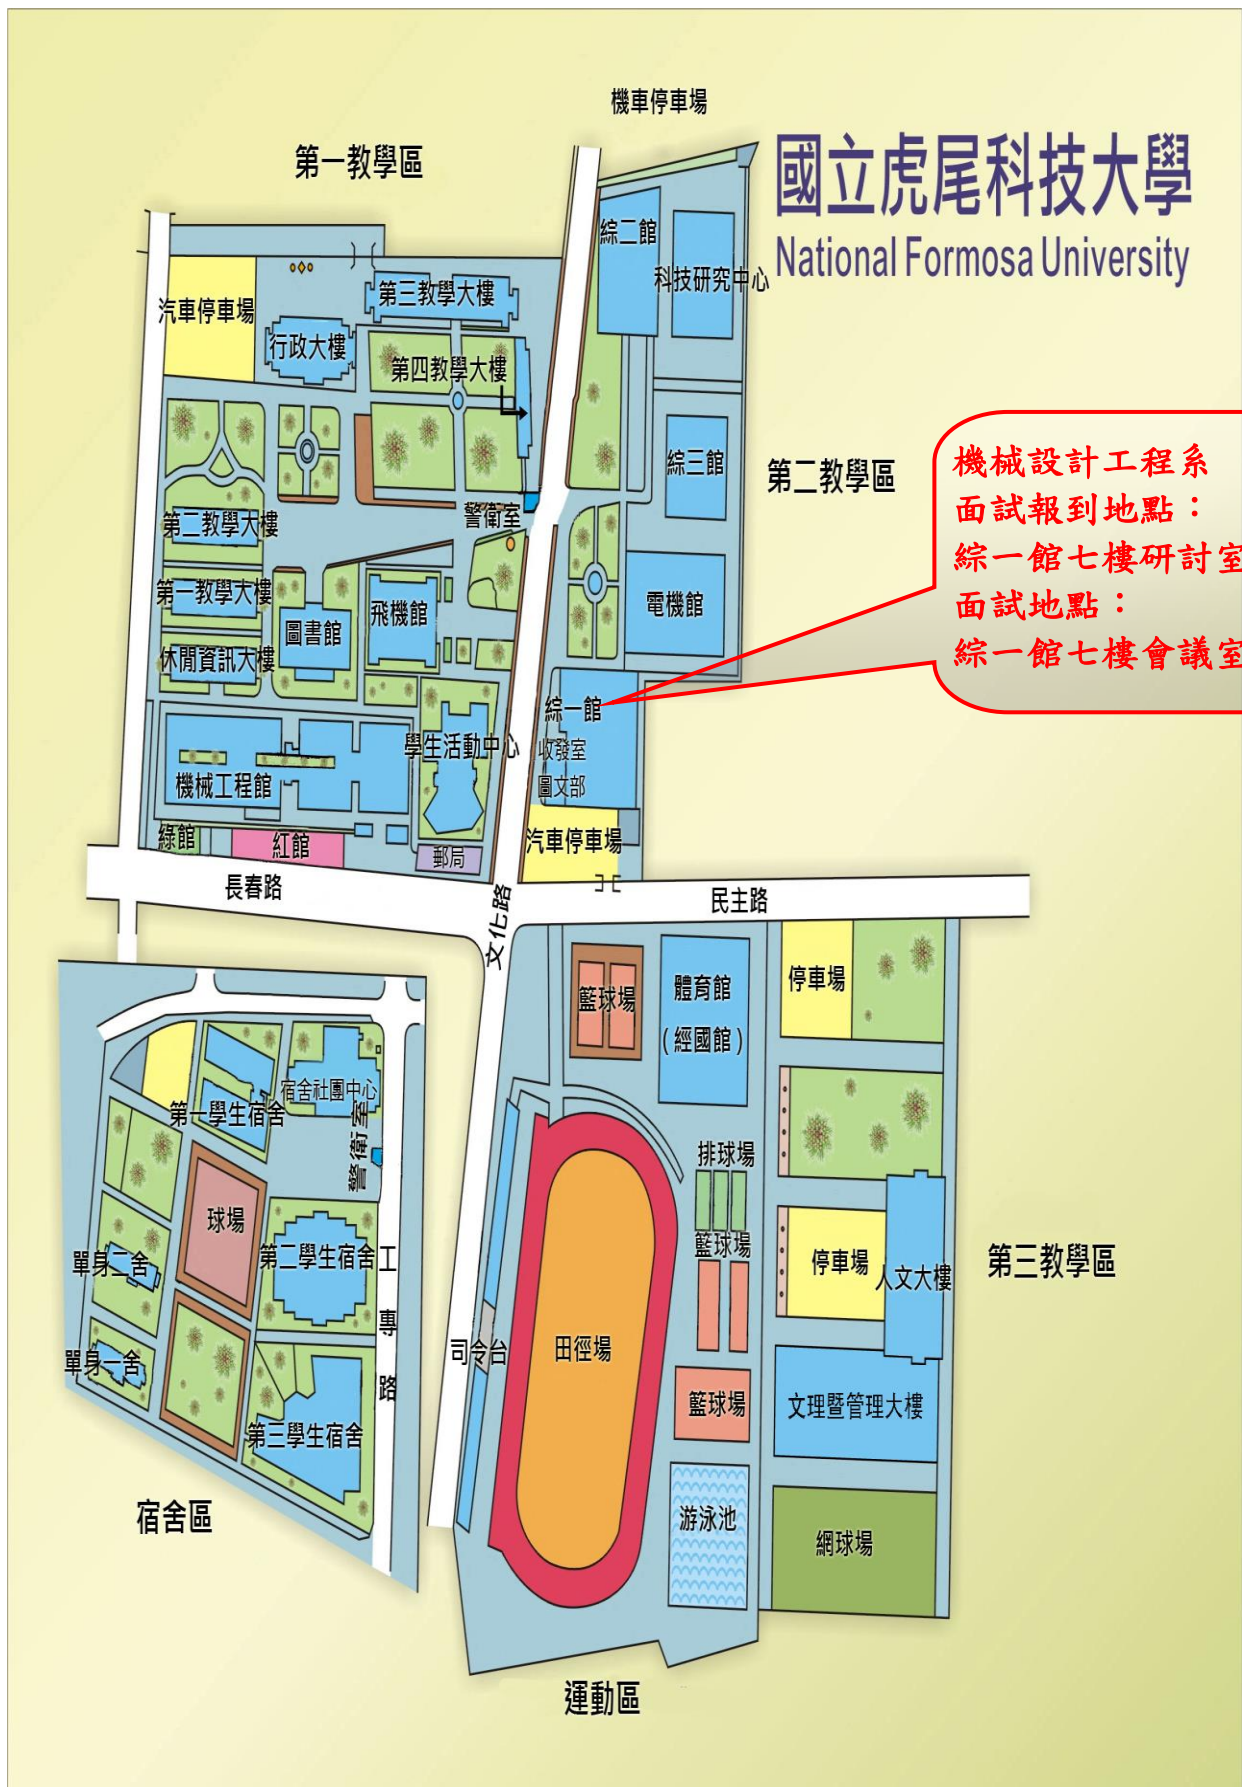 機車停車場
第一教學區
國立虎尾科技大學
National Formosa University
綜二館
科技研究中心
第三教學大樓
汽車停車場
行政大樓
第四教學大樓
綜三館
第二教學區
機械設計工程系
面試報到地點：
綜一館七樓研討室
面試地點：
綜一館七樓會議室
警衛室
第二教學大樓
第一教學大樓
飛機館
電機館
圖書館
休閒資訊大樓
綜一館
收發室
圖文部
學生活動中心
機械工程館
綠館
紅館
郵局
汽車停車場
長春路
文化路
民主路
籃球場
體育館
（經國館）
停車場
宿舍社團中心
第一學生宿舍
警衛室
排球場
球場
籃球場
第二學生宿舍
單身二舍
工專路
停車場
人文大樓
第三教學區
司令台
田徑場
單身一舍
籃球場
文理暨管理大樓
第三學生宿舍
宿舍區
游泳池
網球場
運動區